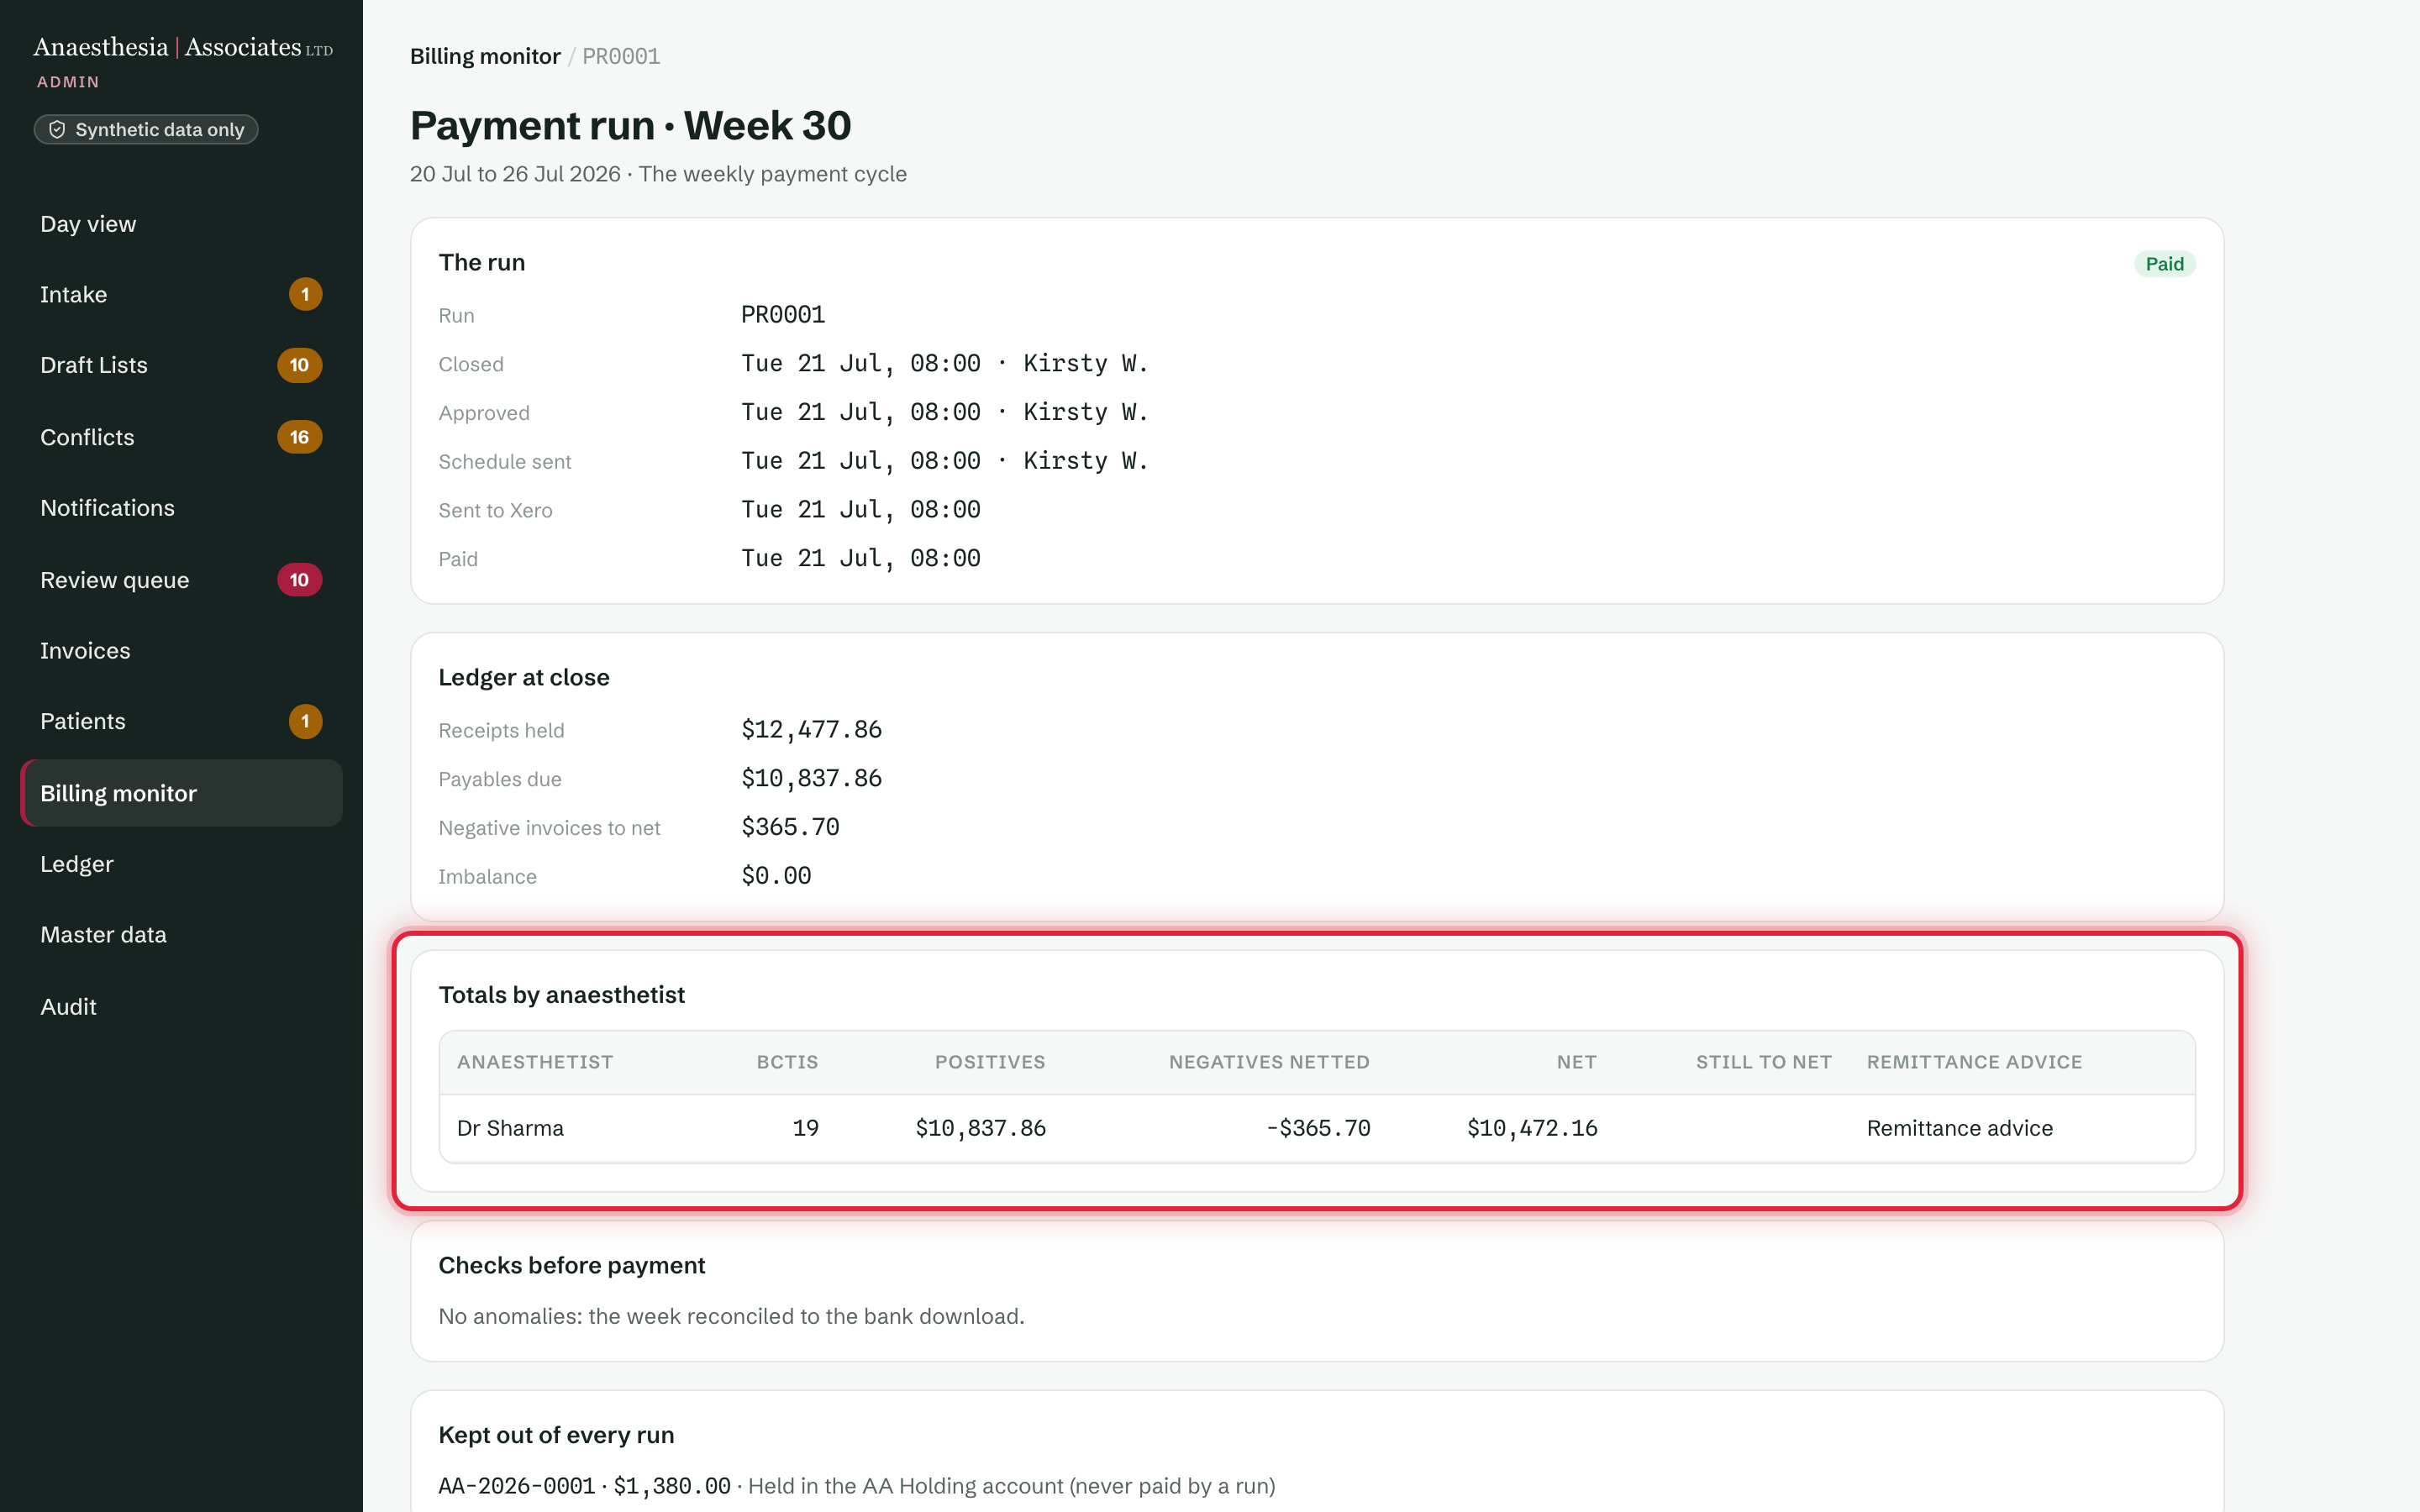 Anaesthesia | Associates LTD
ADMIN
Synthetic data only
Day view
Intake 1
Draft Lists 10
Conflicts 16
Notifications
Review queue 10
Invoices
Patients 1
Billing monitor
Ledger
Master data
Audit
Billing monitor / PR0001
Payment run · Week 30
20 Jul to 26 Jul 2026 · The weekly payment cycle
The run Paid
Run PR0001
Closed Tue 21 Jul, 08:00 · Kirsty W.
Approved Tue 21 Jul, 08:00 · Kirsty W.
Schedule sent Tue 21 Jul, 08:00 · Kirsty W.
Sent to Xero Tue 21 Jul, 08:00
Paid Tue 21 Jul, 08:00
Ledger at close
Receipts held $12,477.86
Payables due $10,837.86
Negative invoices to net $365.70
Imbalance $0.00
Totals by anaesthetist
ANAESTHETIST BCTIS POSITIVES NEGATIVES NETTED NET STILL TO NET REMITTANCE ADVICE
Dr Sharma 19 $10,837.86 -$365.70 $10,472.16 Remittance advice
Checks before payment
No anomalies: the week reconciled to the bank download.
Kept out of every run
AA-2026-0001 · $1,380.00 · Held in the AA Holding account (never paid by a run)